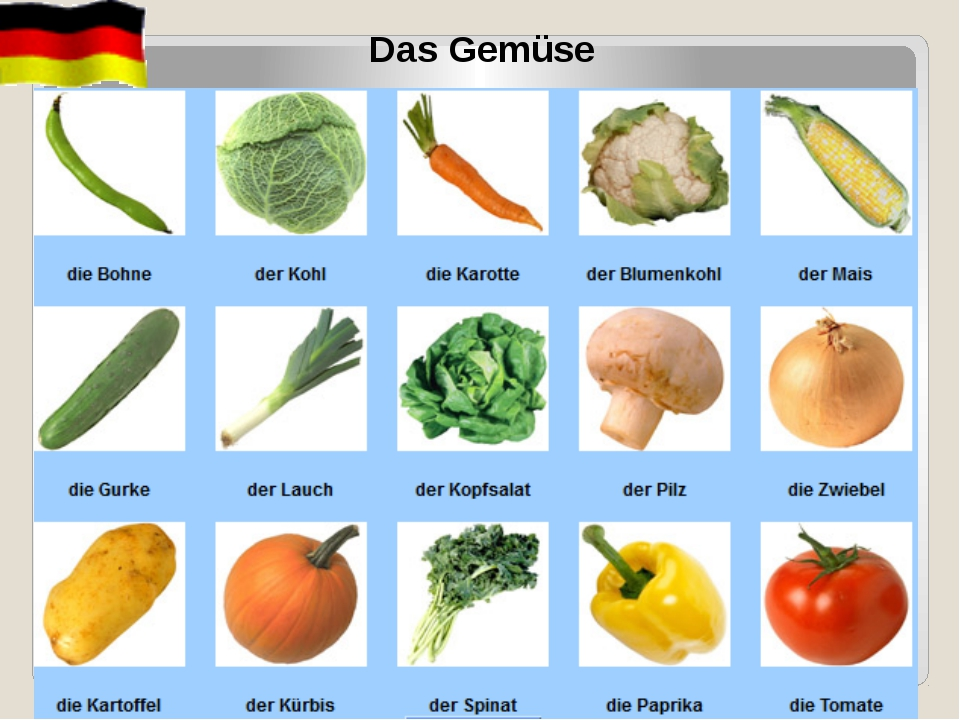 Das Gemüse
die Bohne der Kohl die Karotte der Blumenkohl der Mais
die Gurke der Lauch der Kopfsalat der Pilz die Zwiebel
die Kartoffel der Kürbis der Spinat die Paprika die Tomate